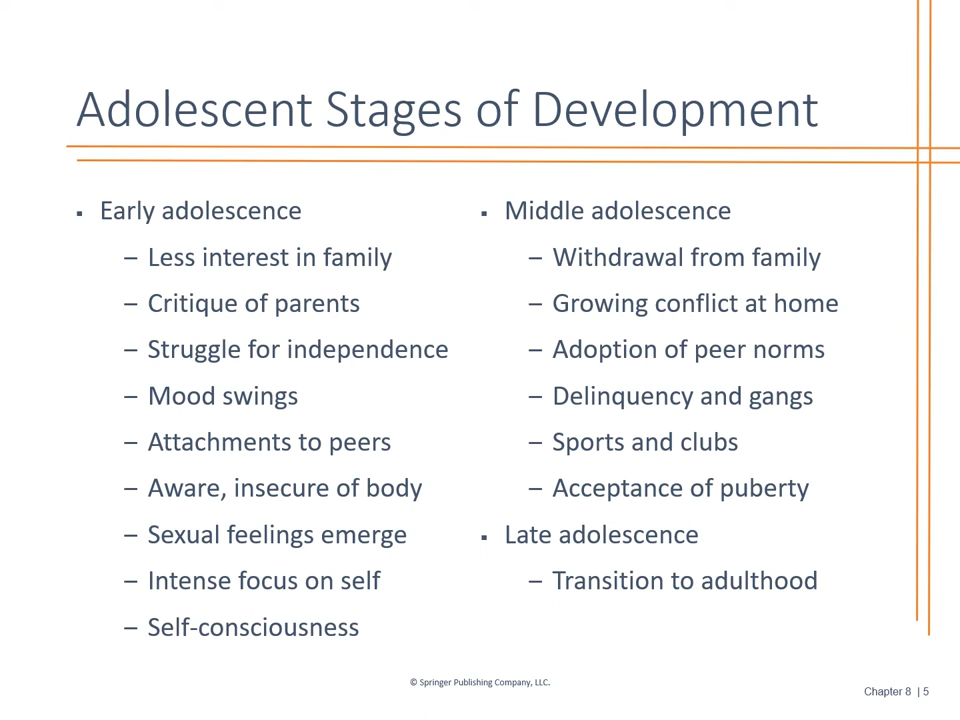 Adolescent Stages of Development
▪ Early adolescence
– Less interest in family
– Critique of parents
– Struggle for independence
– Mood swings
– Attachments to peers
– Aware, insecure of body
– Sexual feelings emerge
– Intense focus on self
– Self-consciousness
▪ Middle adolescence
– Withdrawal from family
– Growing conflict at home
– Adoption of peer norms
– Delinquency and gangs
– Sports and clubs
– Acceptance of puberty
▪ Late adolescence
– Transition to adulthood
© Springer Publishing Company, LLC.
Chapter 8 | 5